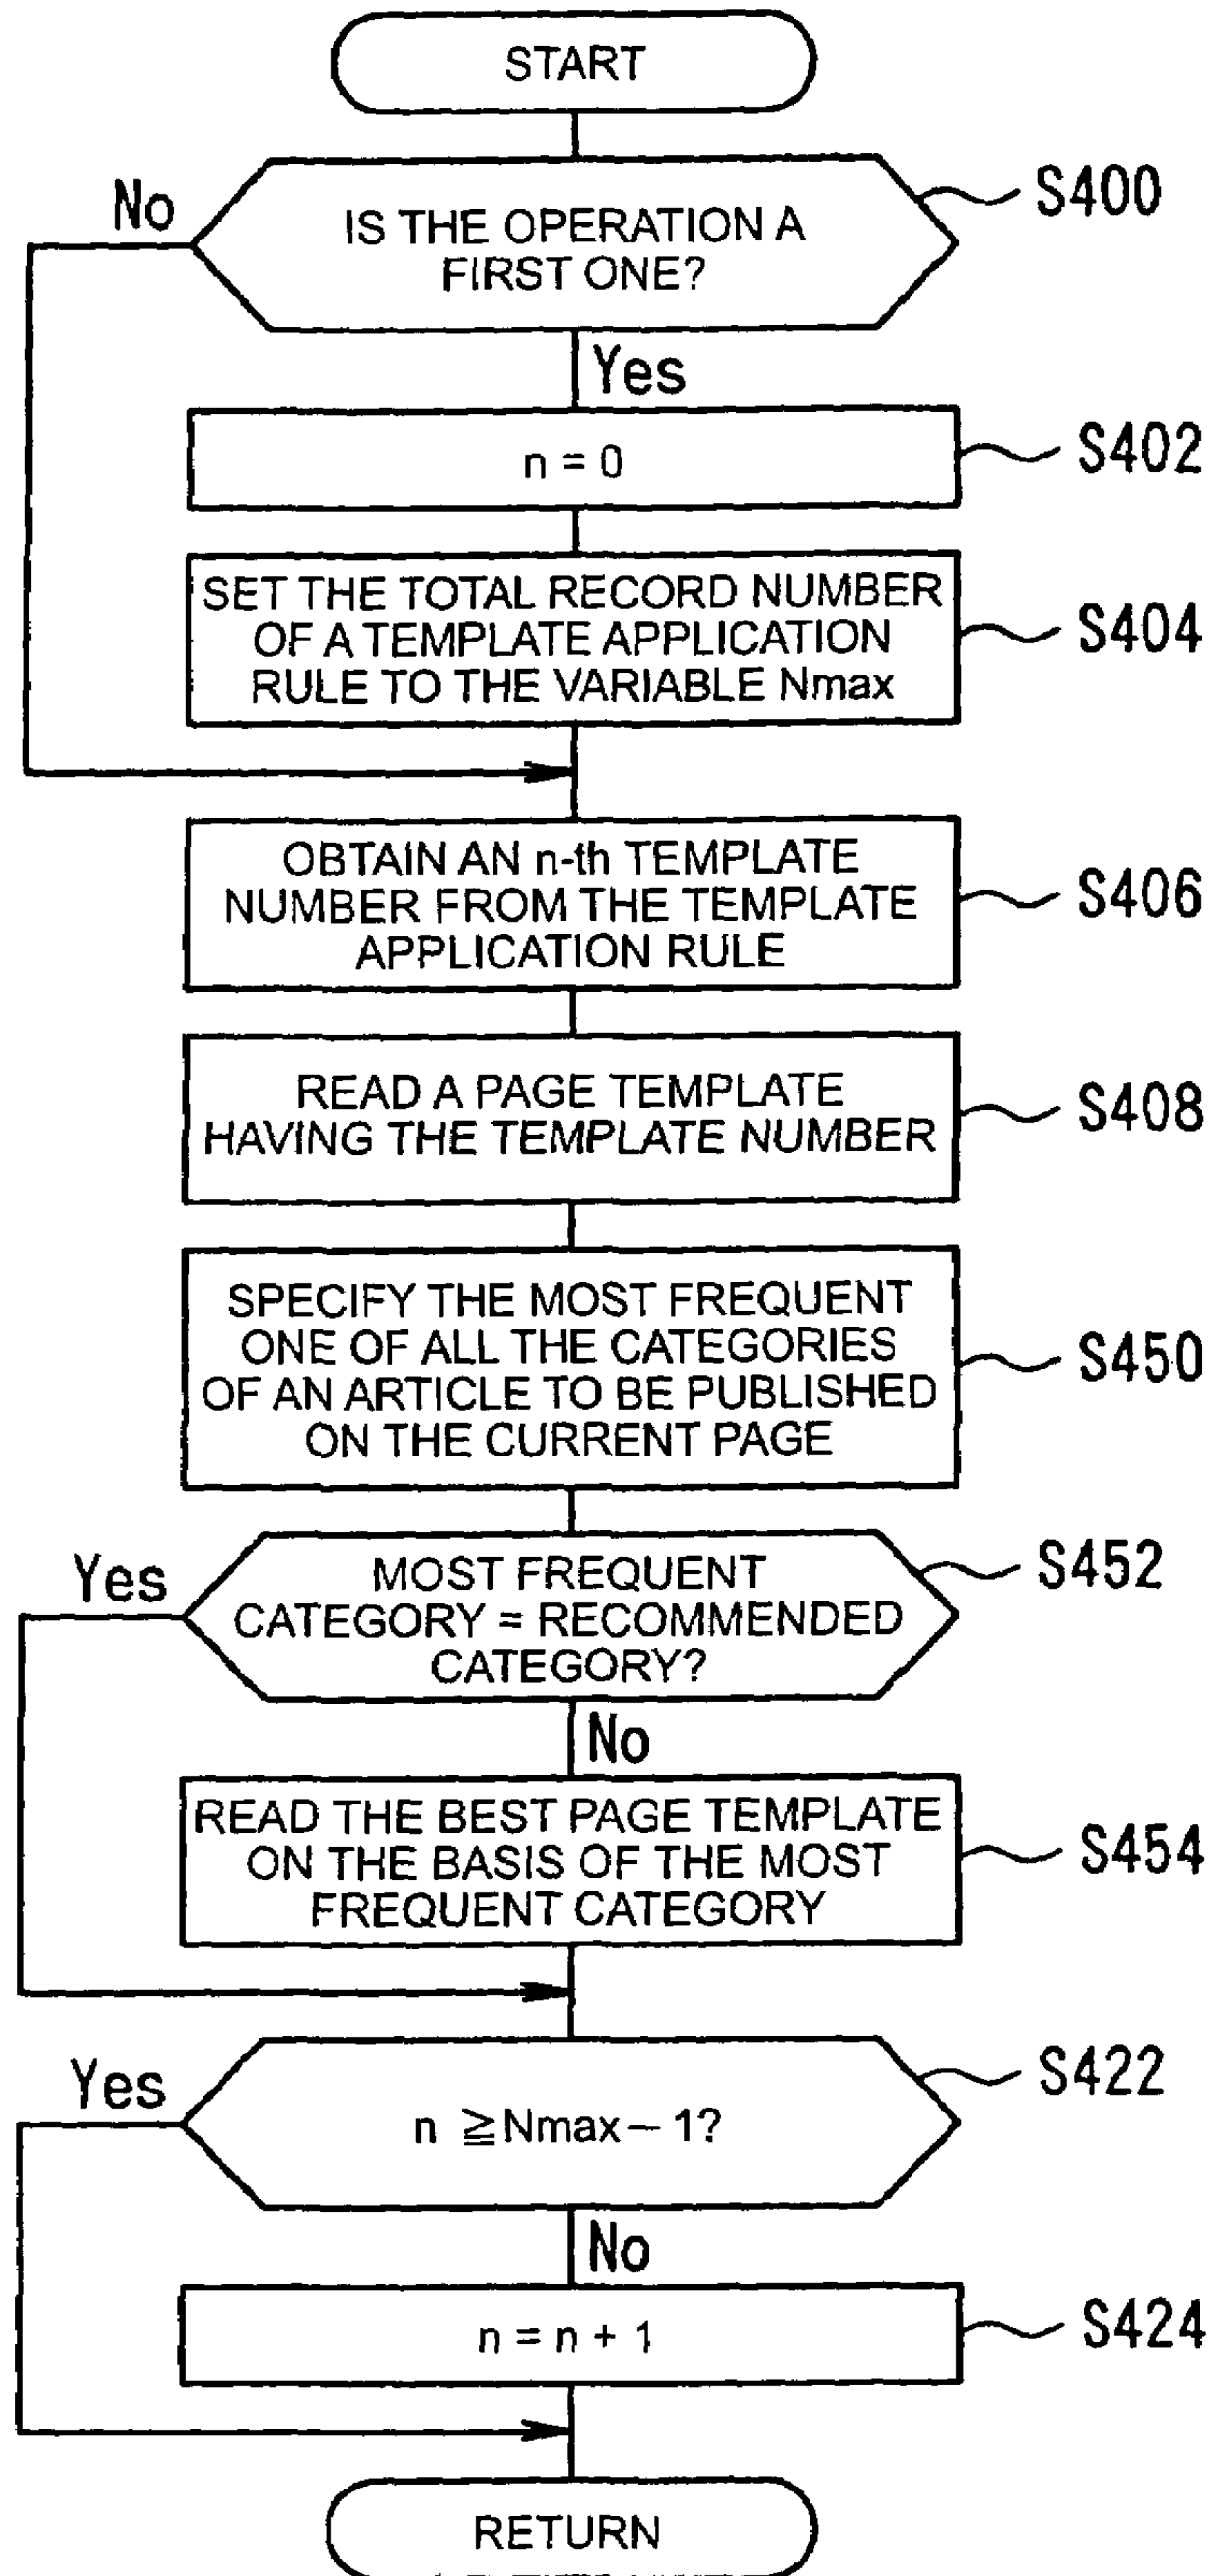 START
No
IS THE OPERATION A
FIRST ONE?
S400
Yes
n = 0
S402
SET THE TOTAL RECORD NUMBER
OF A TEMPLATE APPLICATION
RULE TO THE VARIABLE Nmax
S404
OBTAIN AN n-th TEMPLATE
NUMBER FROM THE TEMPLATE
APPLICATION RULE
S406
READ A PAGE TEMPLATE
HAVING THE TEMPLATE NUMBER
S408
SPECIFY THE MOST FREQUENT
ONE OF ALL THE CATEGORIES
OF AN ARTICLE TO BE PUBLISHED
ON THE CURRENT PAGE
S450
Yes
MOST FREQUENT
CATEGORY = RECOMMENDED
CATEGORY?
S452
No
READ THE BEST PAGE TEMPLATE
ON THE BASIS OF THE MOST
FREQUENT CATEGORY
S454
Yes
n ≧ Nmax – 1?
S422
No
n = n + 1
S424
RETURN